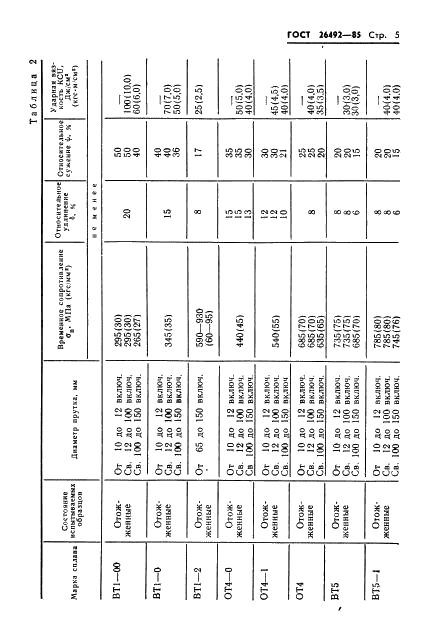 ГОСТ 26492—85 Стр. 5
Таблица 2
Марка сплава | Состояние испытываемых образцов | Диаметр прутка, мм | Временное сопротивление σв, МПа (кгс/мм²) | Относительное удлинение δ, % | Относительное сужение ψ, % | Ударная вязкость KCU, Дж/см² (кгс·м/см²)
не менее
ВТ1—00 | Отожженные | От 10 до 12 включ. | 295(30) | 20 | 50 | —
Св. 12 до 100 включ. | 295(30) | 50 | 100(10,0)
Св. 100 до 150 включ. | 265(27) | 40 | 60(6,0)
ВТ1—0 | Отожженные | От 10 до 12 включ. | 345(35) | 15 | 40 | —
Св. 12 до 100 включ. | 40 | 70(7,0)
Св. 100 до 150 включ. | 36 | 50(5,0)
ВТ1—2 | Отожженные | От 65 до 150 включ. | 590—930 (60—95) | 8 | 17 | 25(2,5)
ОТ4—0 | Отожженные | От 10 до 12 включ. | 440(45) | 15 | 35 | —
Св. 12 до 100 включ. | 15 | 35 | 50(5,0)
Св. 100 до 150 включ. | 13 | 30 | 40(4,0)
ОТ4—1 | Отожженные | От 10 до 12 включ. | 540(55) | 12 | 30 | —
Св. 12 до 100 включ. | 12 | 30 | 45(4,5)
Св. 100 до 150 включ | 10 | 21 | 40(4,0)
ОТ4 | Отожженные | От 10 до 12 включ. | 685(70) | 8 | 25 | —
Св. 12 до 100 включ. | 685(70) | 25 | 40(4,0)
Св. 100 до 150 включ. | 635(65) | 20 | 35(3,5)
ВТ5 | Отожженные | От 10 до 12 включ. | 735(75) | 8 | 20 | —
Св. 12 до 100 включ. | 735(75) | 8 | 20 | 30(3,0)
Св. 100 до 150 включ. | 685(70) | 6 | 15 | 30(3,0)
ВТ5—1 | Отожженные | От 10 до 12 включ. | 785(80) | 8 | 20 | —
Св. 12 до 100 включ. | 785(80) | 8 | 20 | 40(4,0)
Св. 100 до 150 включ. | 745(76) | 6 | 15 | 40(4,0)